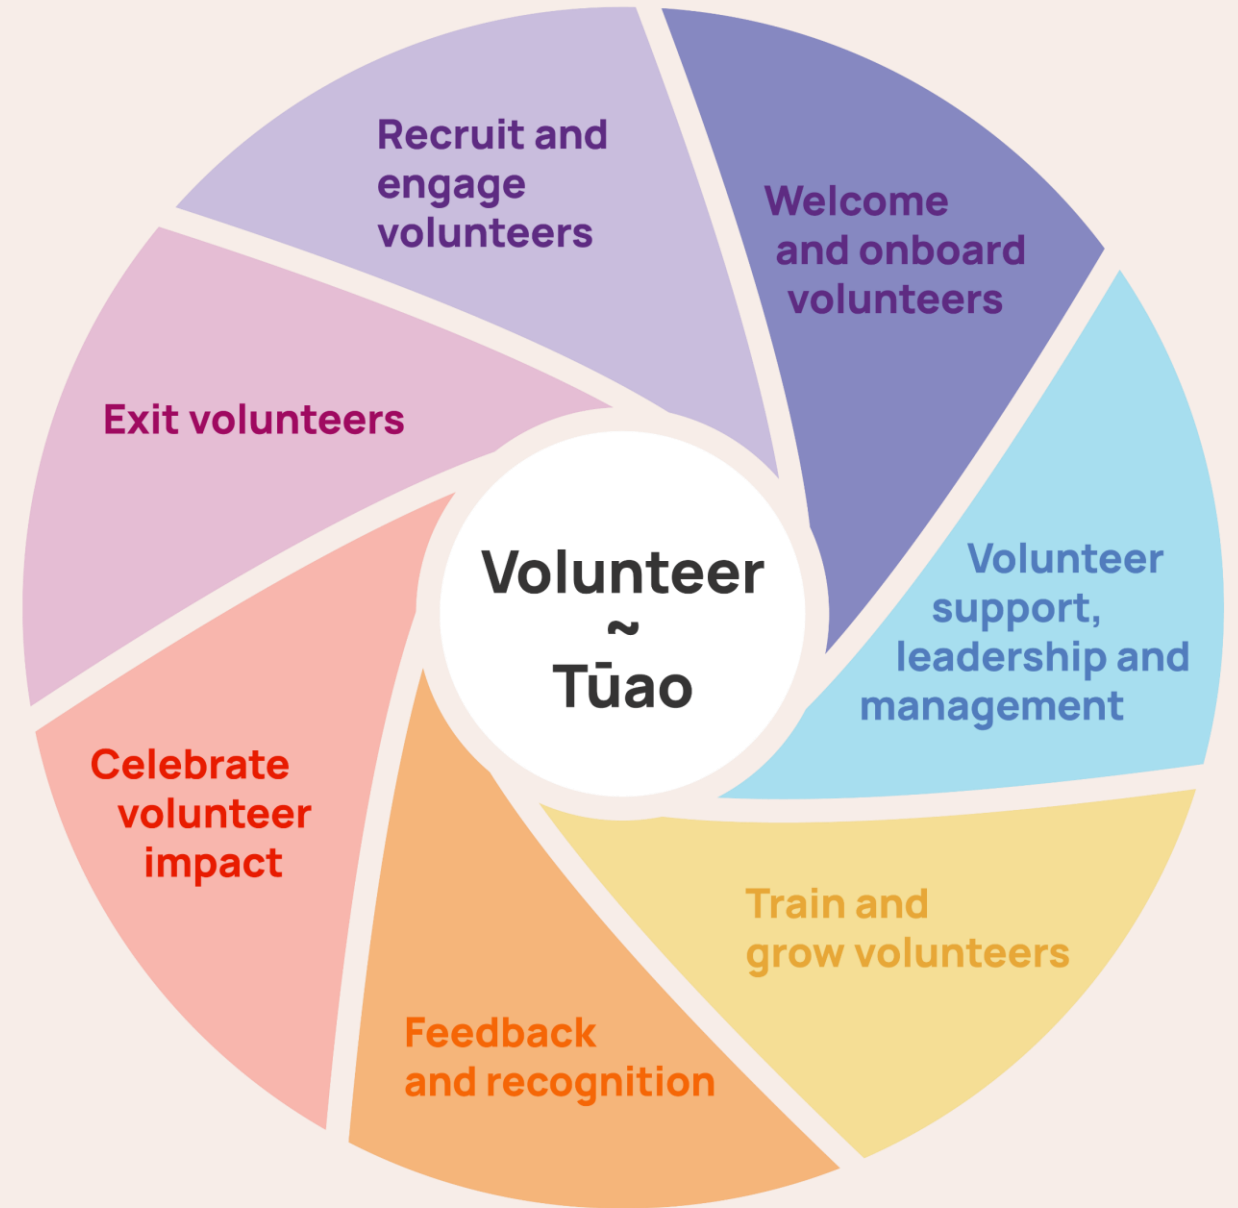 Recruit and
engage
volunteers
Welcome
and onboard
volunteers
Volunteer
support,
leadership and
management
Train and
grow volunteers
Feedback
and recognition
Celebrate
volunteer
impact
Exit volunteers
Volunteer
~
Tūao